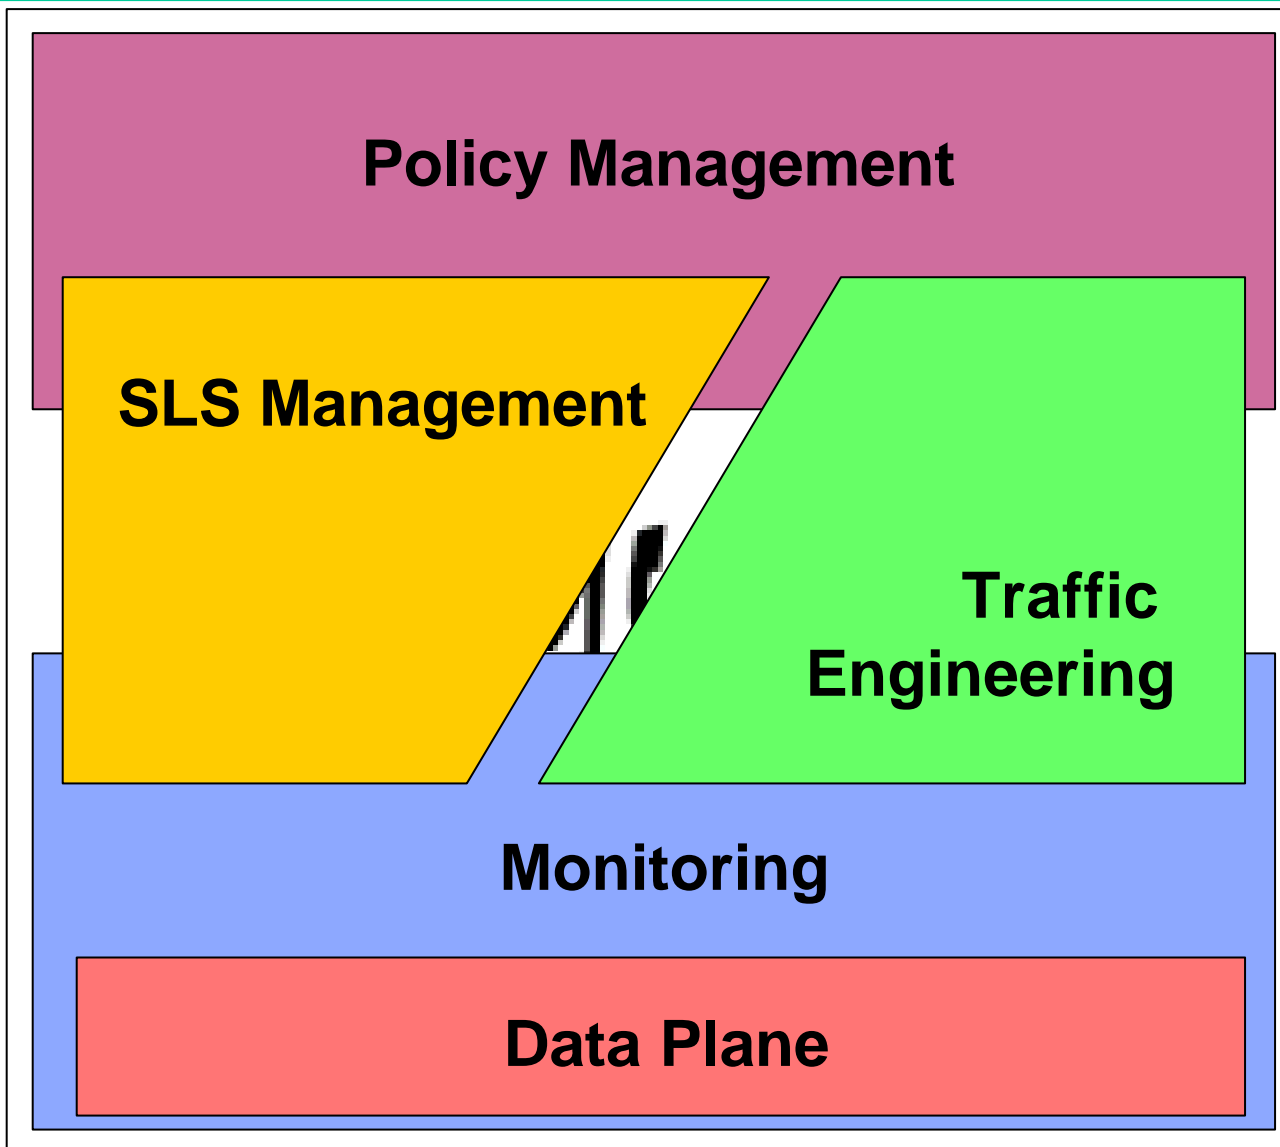 Policy Management
SLS Management
Traffic
Engineering
Monitoring
Data Plane